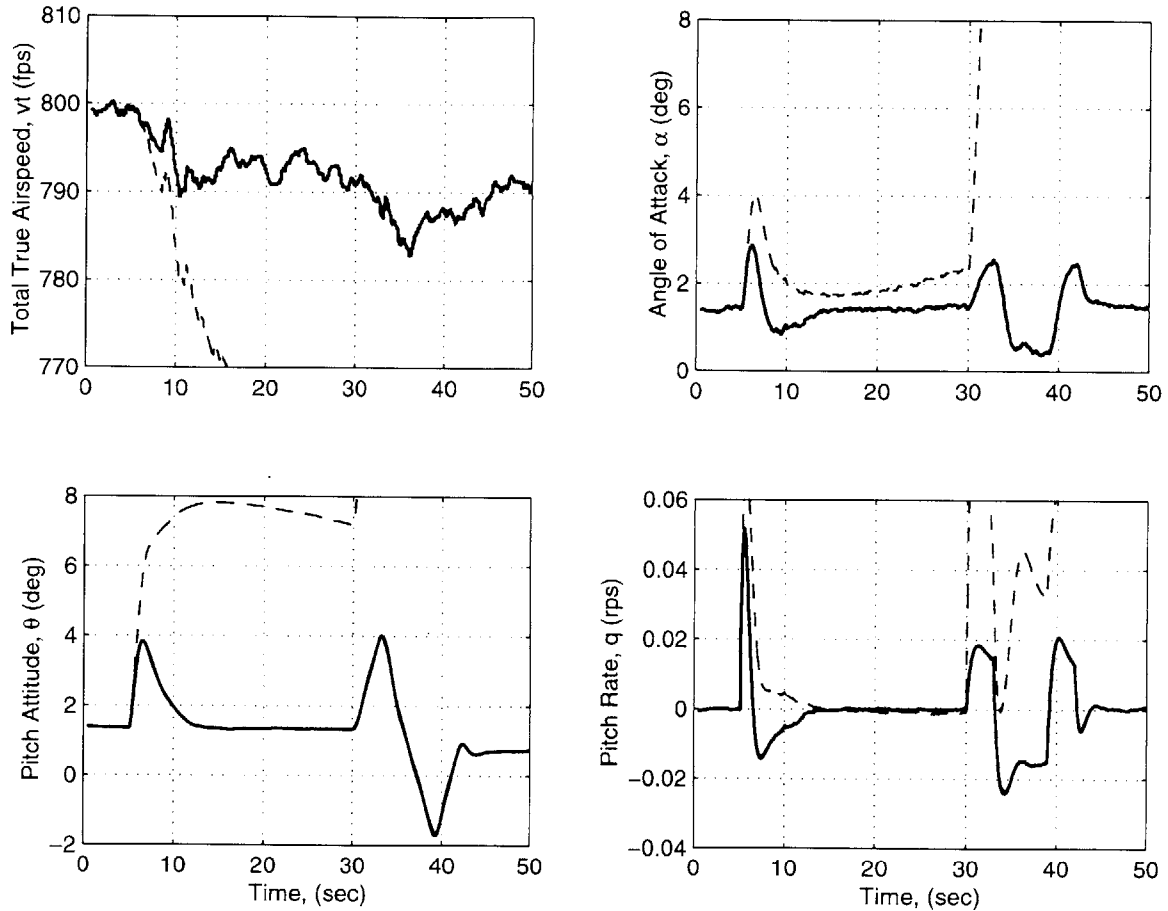 810
800
790
780
770
Total True Airspeed, vt (fps)
0 10 20 30 40 50
8
6
4
2
0
Angle of Attack, α (deg)
0 10 20 30 40 50
8
6
4
2
0
−2
Pitch Attitude, θ (deg)
0 10 20 30 40 50
Time, (sec)
0.06
0.04
0.02
0
−0.02
−0.04
Pitch Rate, q (rps)
0 10 20 30 40 50
Time, (sec)